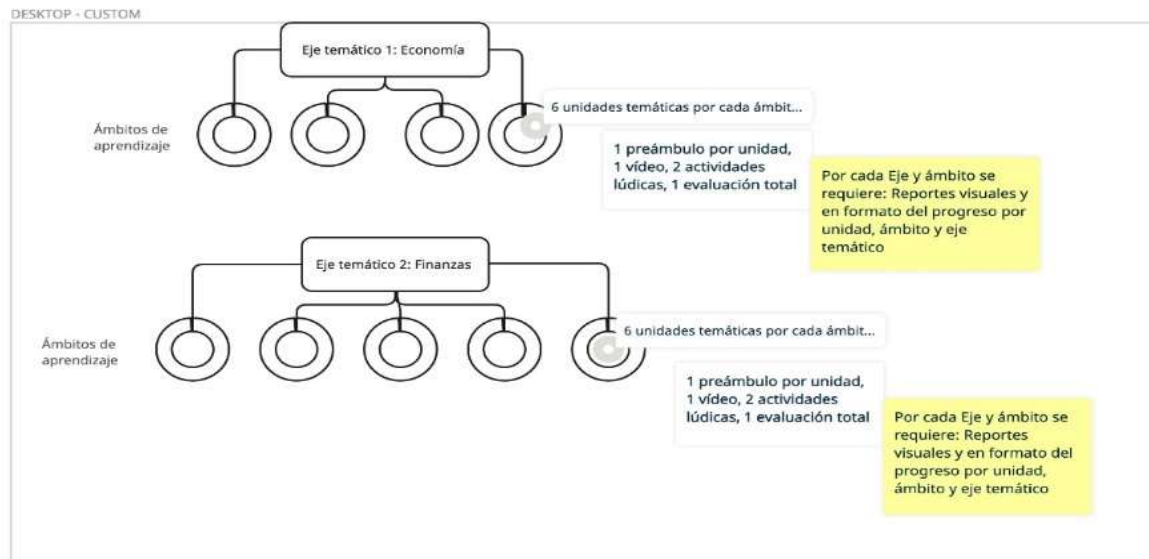 DESKTOP - CUSTOM
Eje temático 1: Economía
Ámbitos de
aprendizaje
6 unidades temáticas por cada ámbit...
1 preámbulo por unidad,
1 vídeo, 2 actividades
lúdicas, 1 evaluación total
Por cada Eje y ámbito se
requiere: Reportes visuales y
en formato del progreso por
unidad, ámbito y eje
temático
Eje temático 2: Finanzas
Ámbitos de
aprendizaje
6 unidades temáticas por cada ámbit...
1 preámbulo por unidad,
1 vídeo, 2 actividades
lúdicas, 1 evaluación total
Por cada Eje y ámbito se
requiere: Reportes
visuales y en formato del
progreso por unidad,
ámbito y eje temático